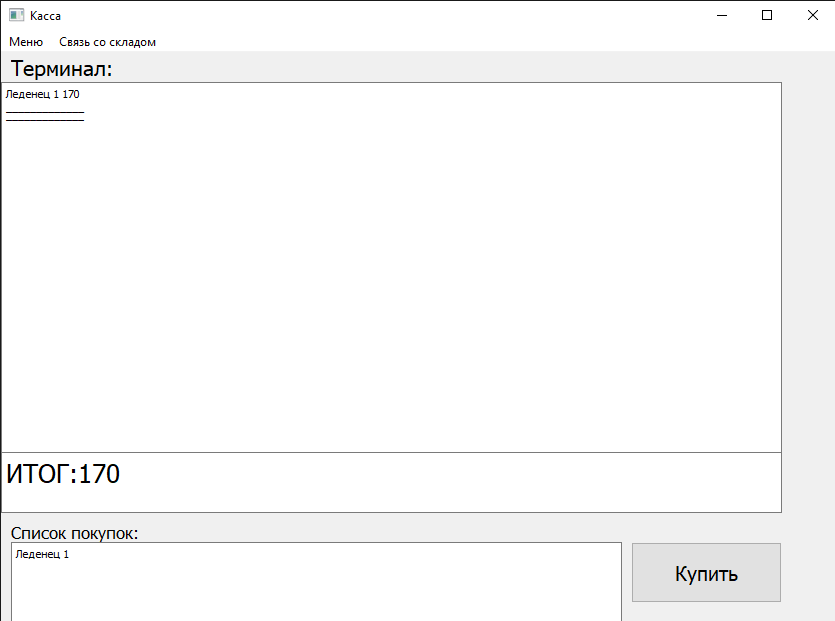 Касса
Меню Связь со складом
Терминал:
Леденец 1 170
ИТОГ:170
Список покупок:
Леденец 1
Купить